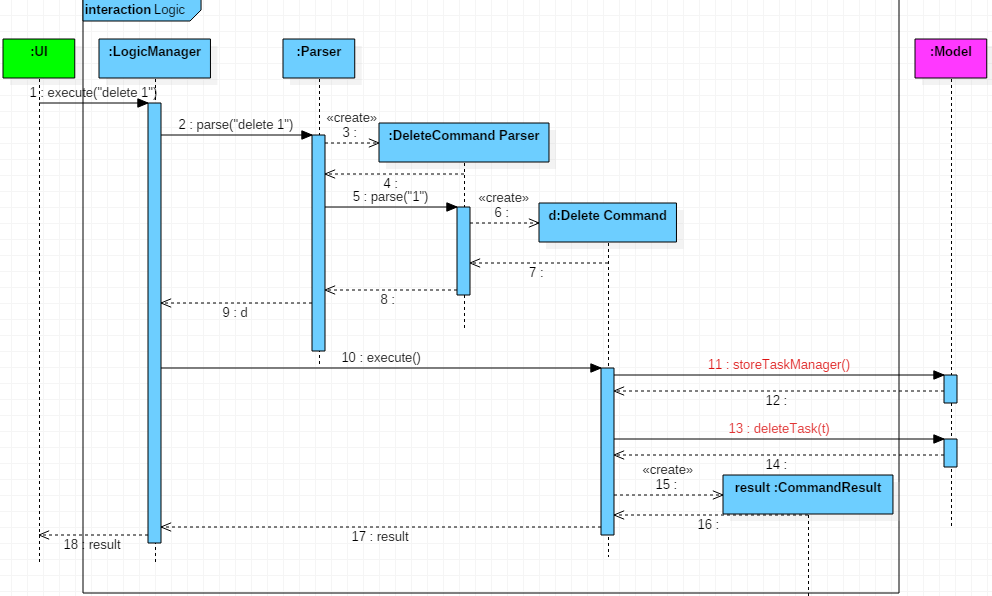 interaction Logic
:UI
:LogicManager
:Parser
:Model
1 : execute("delete 1")
2 : parse("delete 1")
«create»
3 :
:DeleteCommand Parser
4 :
5 : parse("1")
«create»
6 :
d:Delete Command
7 :
8 :
9 : d
10 : execute()
11 : storeTaskManager()
12 :
13 : deleteTask(t)
14 :
«create»
15 :
result :CommandResult
16 :
17 : result
18 : result